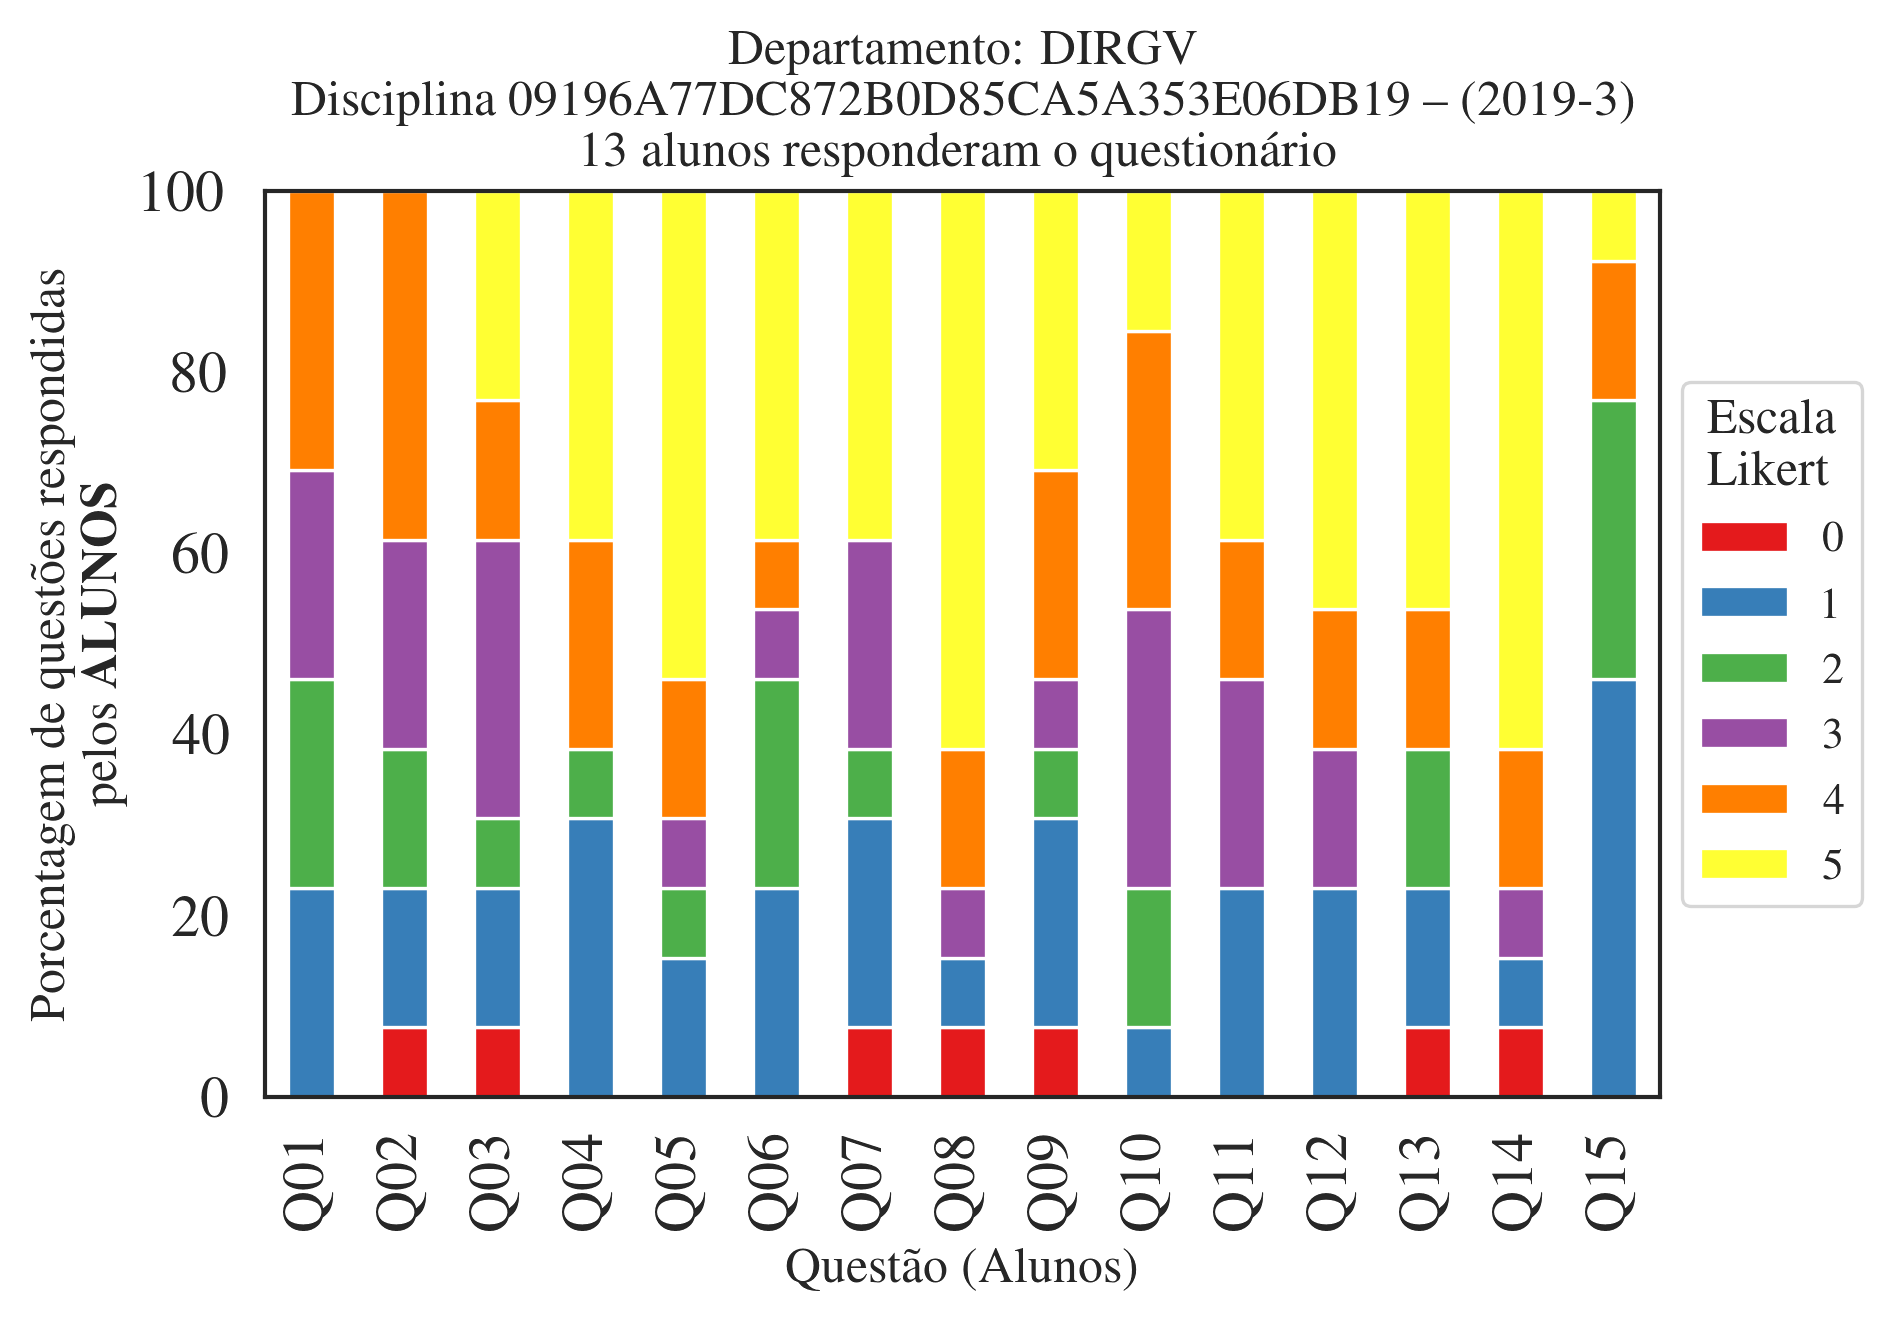 Departamento: DIRGV
Disciplina 09196A77DC872B0D85CA5A353E06DB19 – (2019-3)
13 alunos responderam o questionário
Porcentagem de questões respondidas
pelos ALUNOS
100
80
60
40
20
0
Q01
Q02
Q03
Q04
Q05
Q06
Q07
Q08
Q09
Q10
Q11
Q12
Q13
Q14
Q15
Questão (Alunos)
Escala
Likert
0
1
2
3
4
5